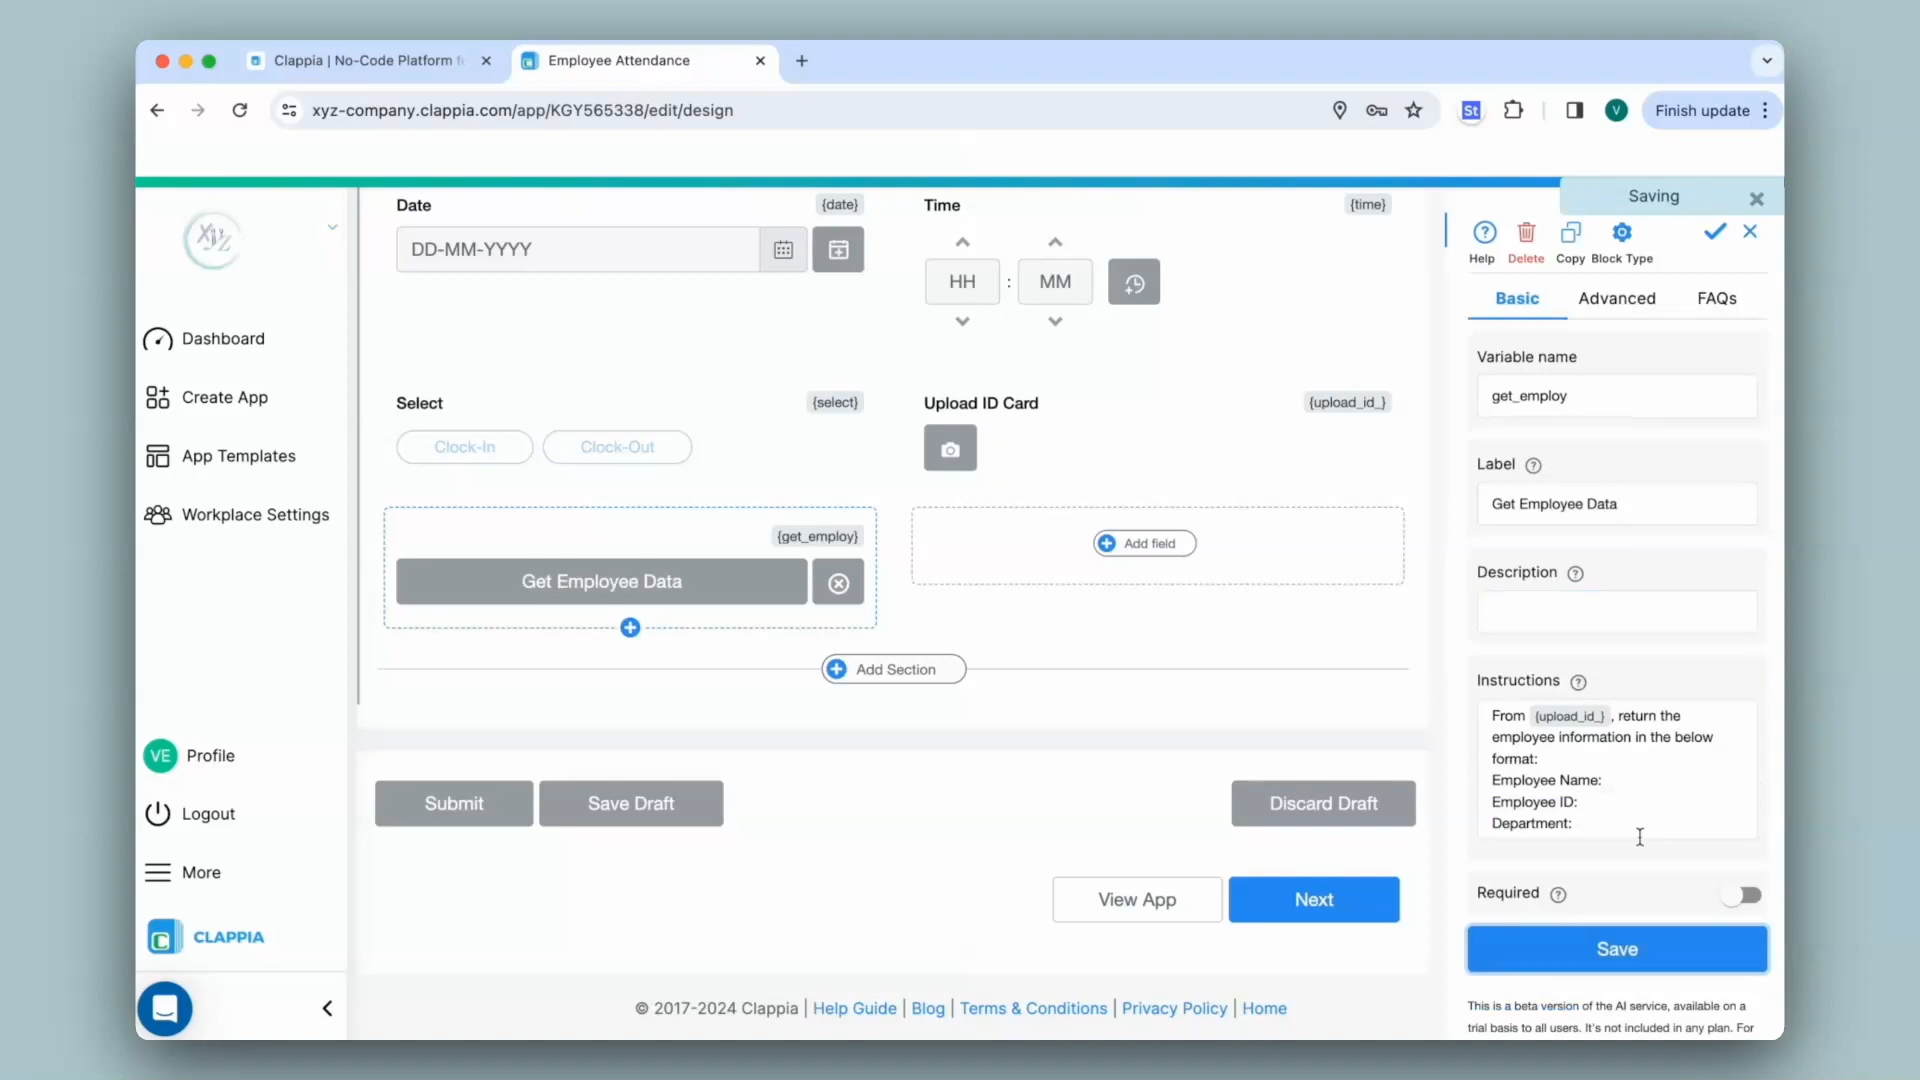 Clappia | No-Code Platform f
Employee Attendance
xyz-company.clappia.com/app/KGY565338/edit/design
St
V
Finish update
Saving
XYZ
Dashboard
Create App
App Templates
Workplace Settings
VE
Profile
Logout
More
CLAPPIA
Date
{date}
DD-MM-YYYY
Time
{time}
HH
:
MM
Select
{select}
Clock-In
Clock-Out
Upload ID Card
{upload_id_}
{get_employ}
Get Employee Data
Add field
Add Section
Submit
Save Draft
Discard Draft
View App
Next
© 2017-2024 Clappia | Help Guide | Blog | Terms & Conditions | Privacy Policy | Home
Help
Delete
Copy
Block Type
Basic
Advanced
FAQs
Variable name
get_employ
Label
Get Employee Data
Description
Instructions
From {upload_id_} , return the
employee information in the below
format:
Employee Name:
Employee ID:
Department:
Required
Save
This is a beta version of the AI service, available on a
trial basis to all users. It's not included in any plan. For